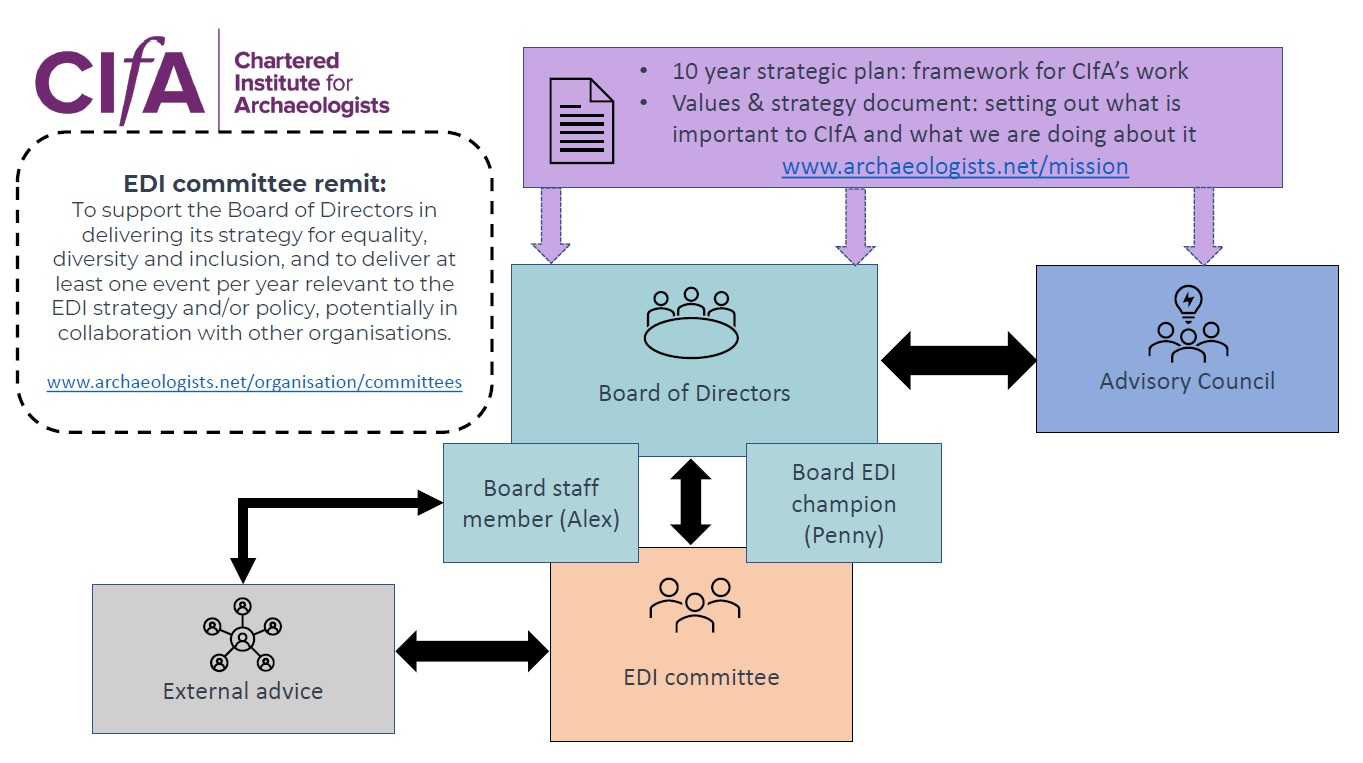 CIfA
Chartered
Institute for
Archaeologists
• 10 year strategic plan: framework for CIfA's work
• Values & strategy document: setting out what is
important to CIfA and what we are doing about it
www.archaeologists.net/mission
EDI committee remit:
To support the Board of Directors in
delivering its strategy for equality,
diversity and inclusion, and to deliver at
least one event per year relevant to the
EDI strategy and/or policy, potentially in
collaboration with other organisations.
www.archaeologists.net/organisation/committees
Board of Directors
Advisory Council
Board staff
member (Alex)
Board EDI
champion
(Penny)
External advice
EDI committee